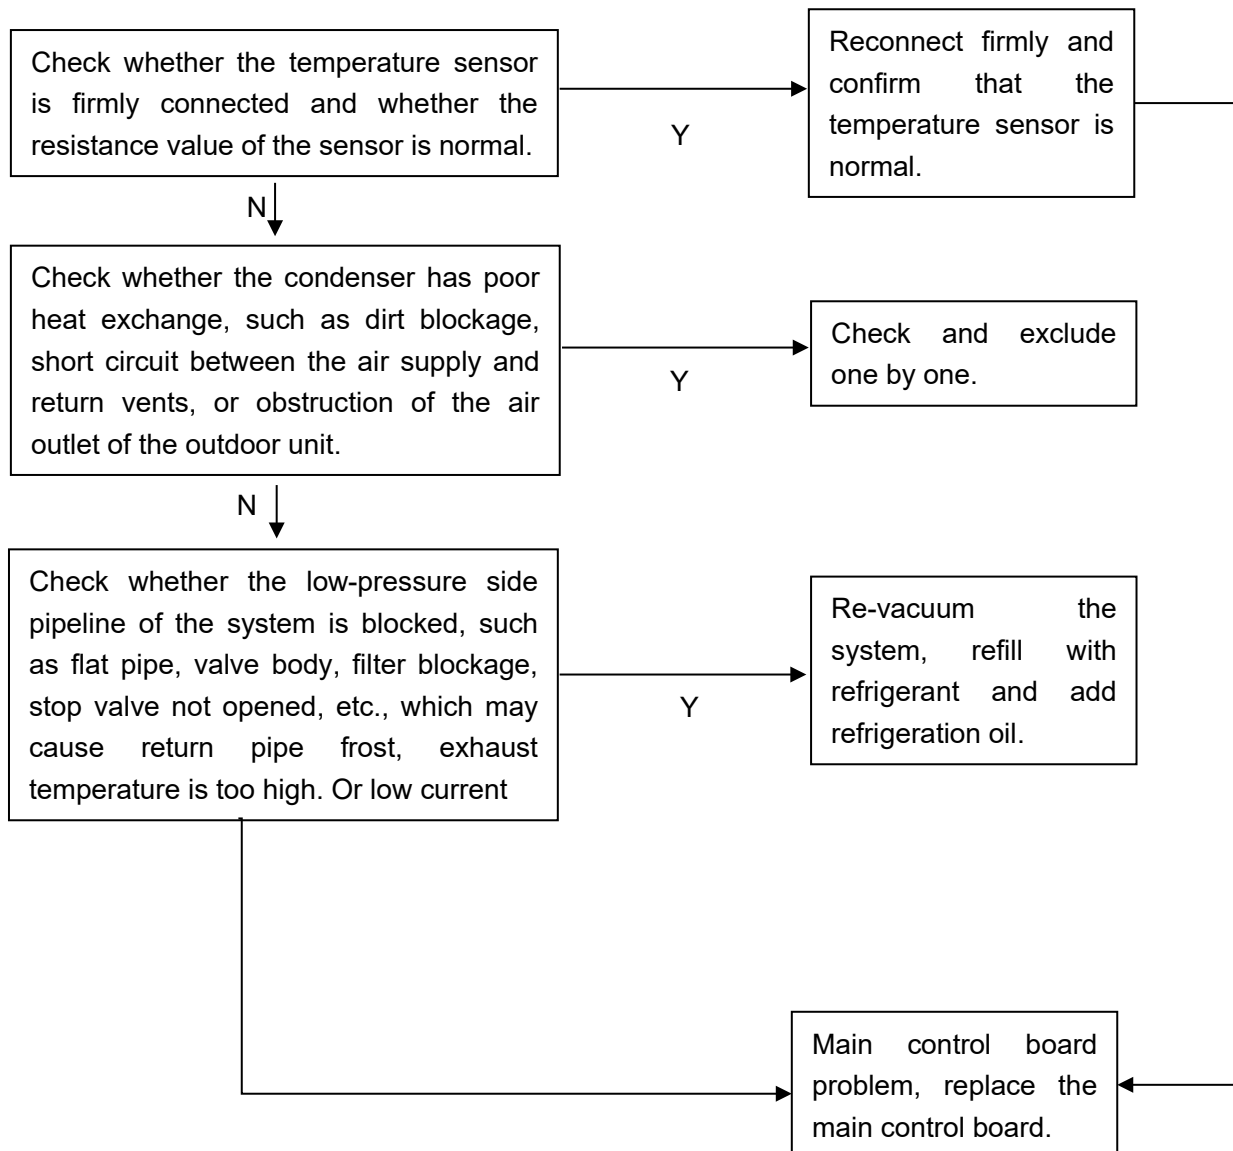 Check whether the temperature sensor
is firmly connected and whether the
resistance value of the sensor is normal.
Y
Reconnect firmly and
confirm that the
temperature sensor is
normal.
N
Check whether the condenser has poor
heat exchange, such as dirt blockage,
short circuit between the air supply and
return vents, or obstruction of the air
outlet of the outdoor unit.
Y
Check and exclude
one by one.
N
Check whether the low-pressure side
pipeline of the system is blocked, such
as flat pipe, valve body, filter blockage,
stop valve not opened, etc., which may
cause return pipe frost, exhaust
temperature is too high. Or low current
Y
Re-vacuum the
system, refill with
refrigerant and add
refrigeration oil.
Main control board
problem, replace the
main control board.